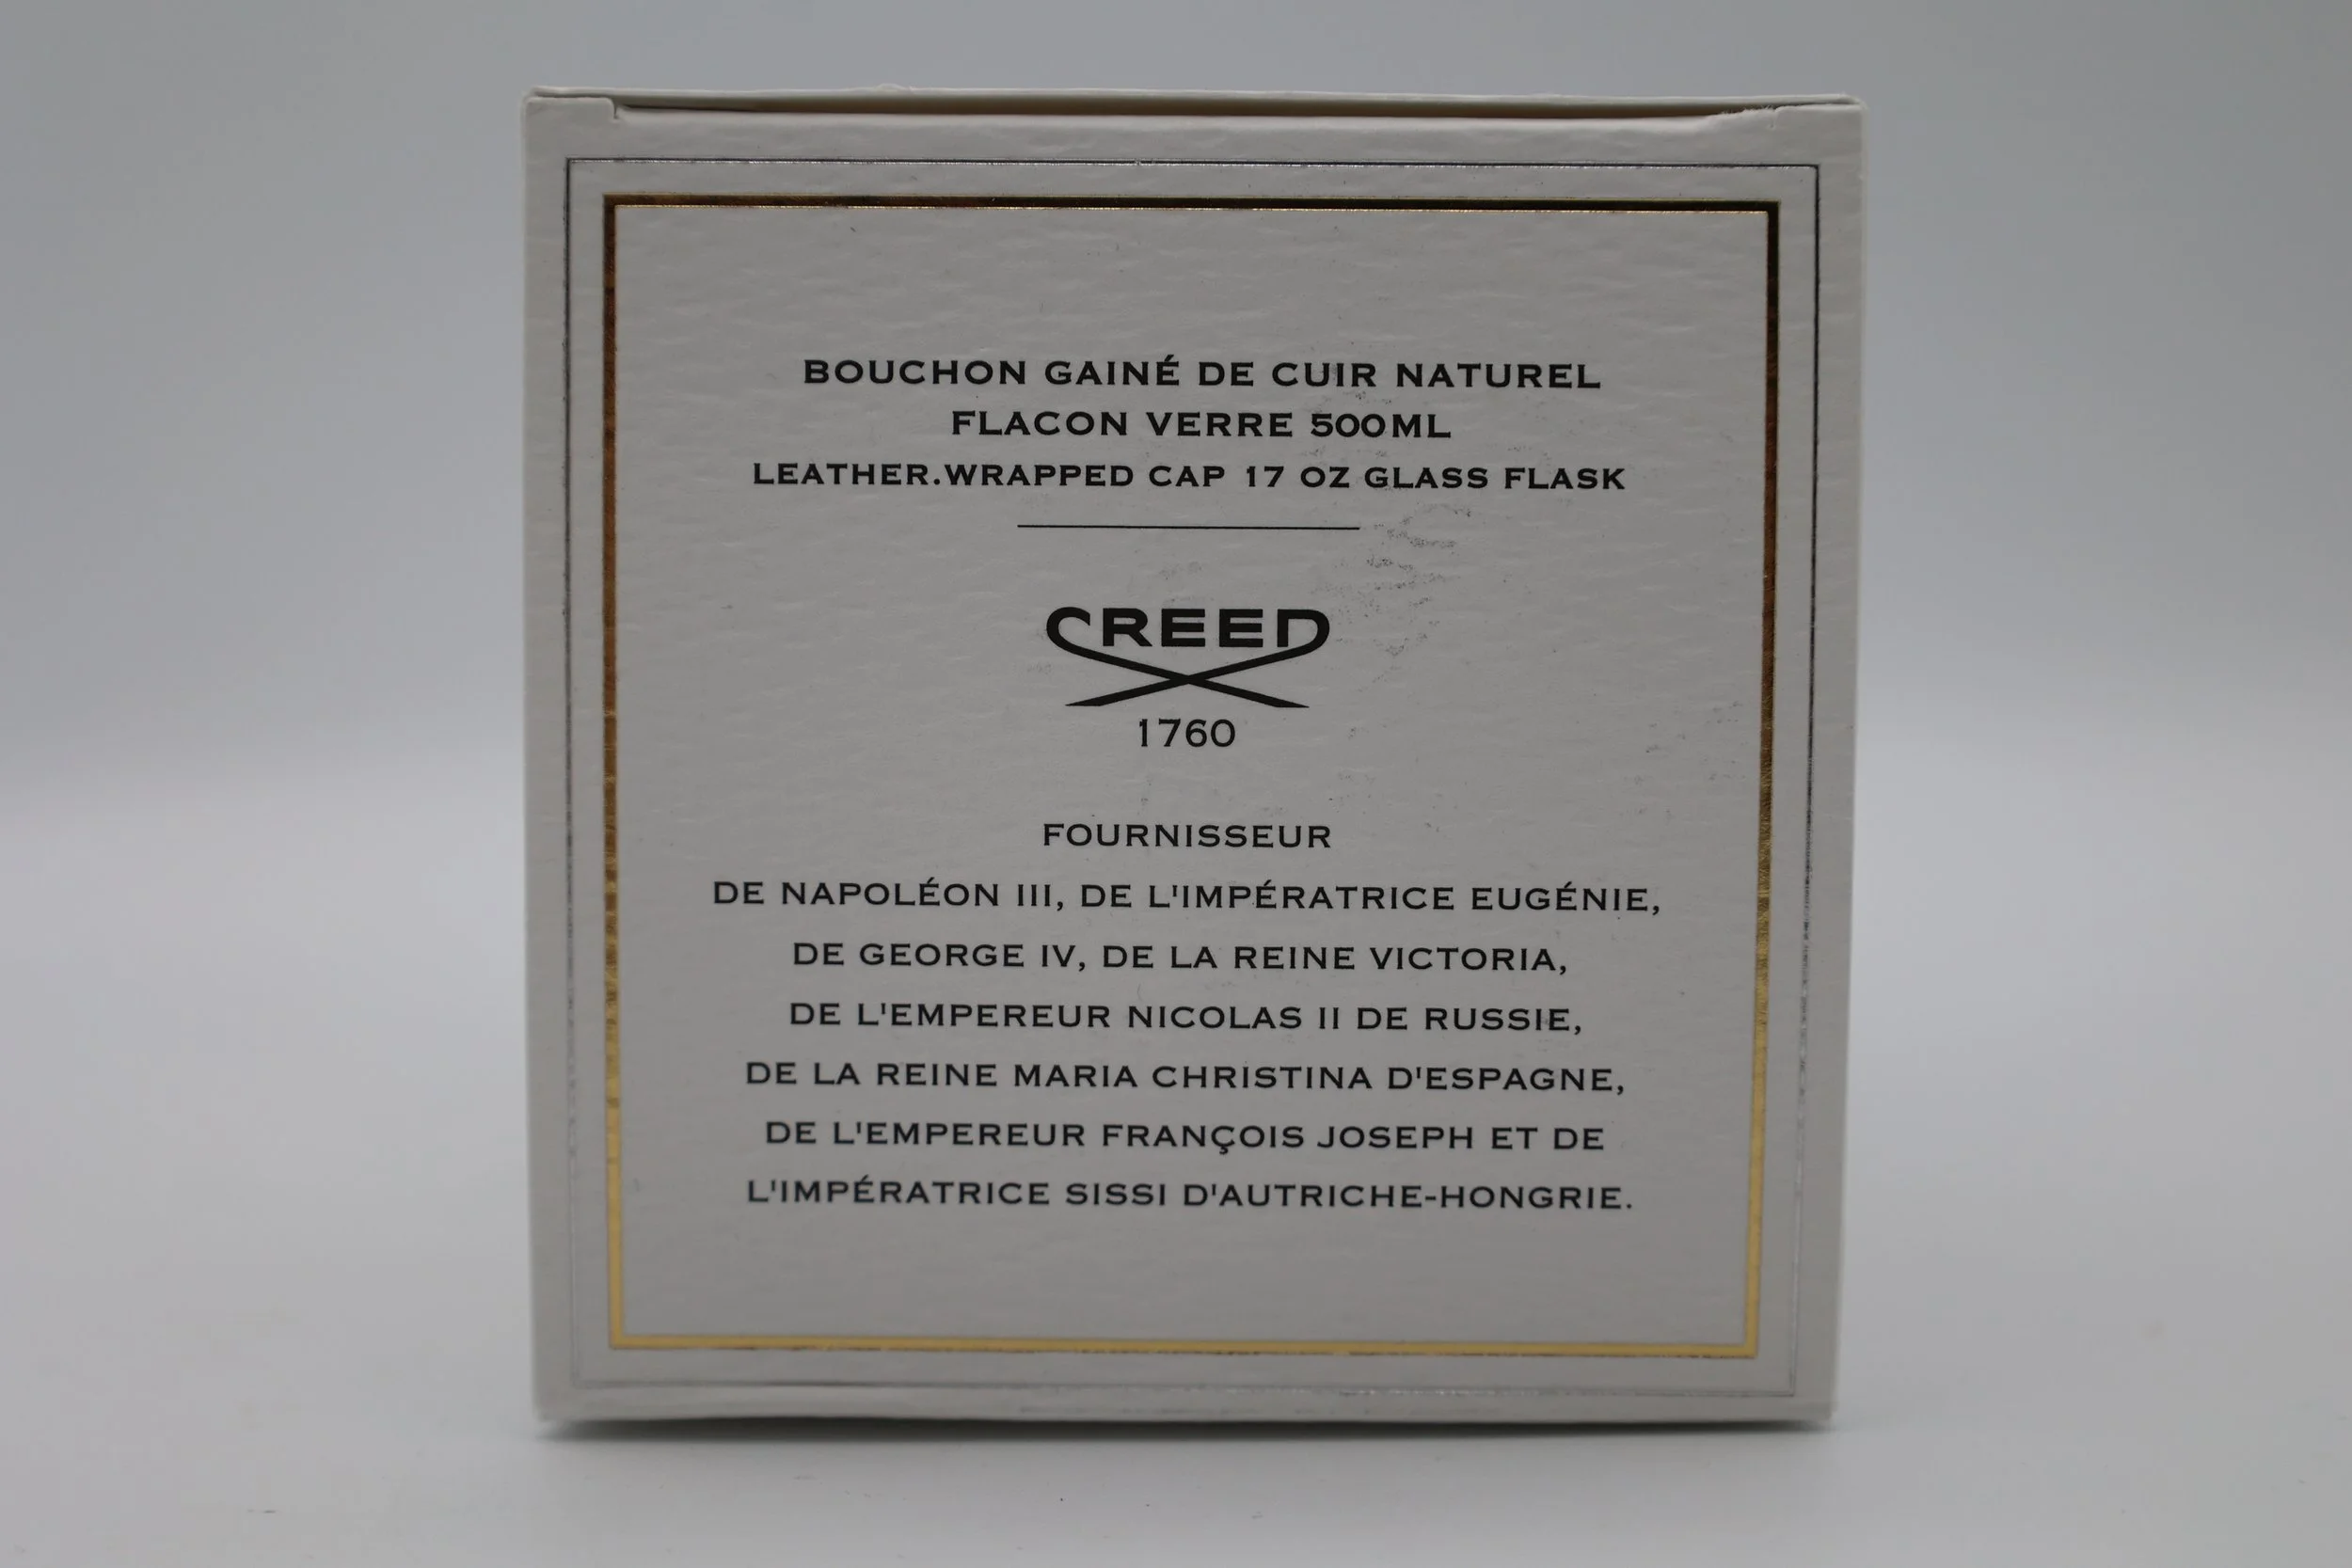 BOUCHON GAINÉ DE CUIR NATUREL
FLACON VERRE 500ML
LEATHER.WRAPPED CAP 17 OZ GLASS FLASK
CREED
1760
FOURNISSEUR
DE NAPOLÉON III, DE L'IMPÉRATRICE EUGÉNIE,
DE GEORGE IV, DE LA REINE VICTORIA,
DE L'EMPEREUR NICOLAS II DE RUSSIE,
DE LA REINE MARIA CHRISTINA D'ESPAGNE,
DE L'EMPEREUR FRANÇOIS JOSEPH ET DE
L'IMPÉRATRICE SISSI D'AUTRICHE-HONGRIE.